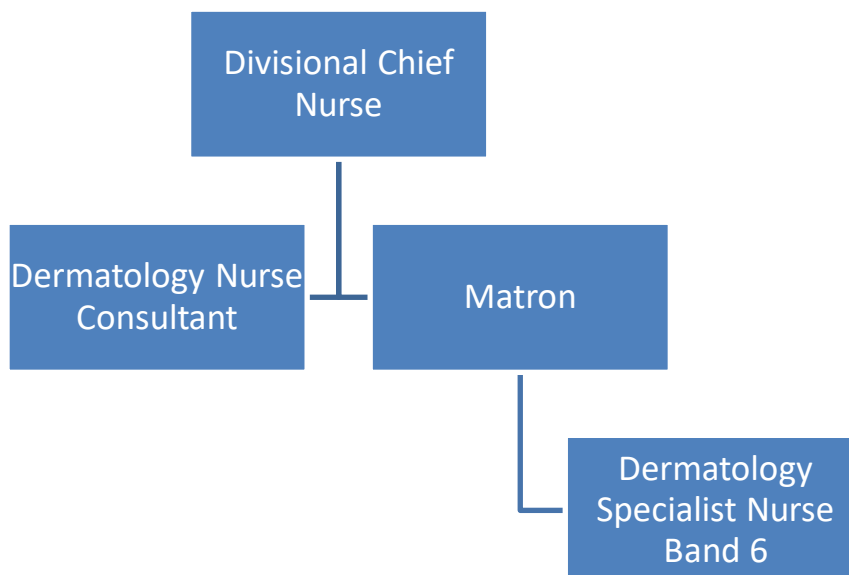 Divisional Chief
Nurse
Dermatology Nurse
Consultant
Matron
Dermatology
Specialist Nurse
Band 6